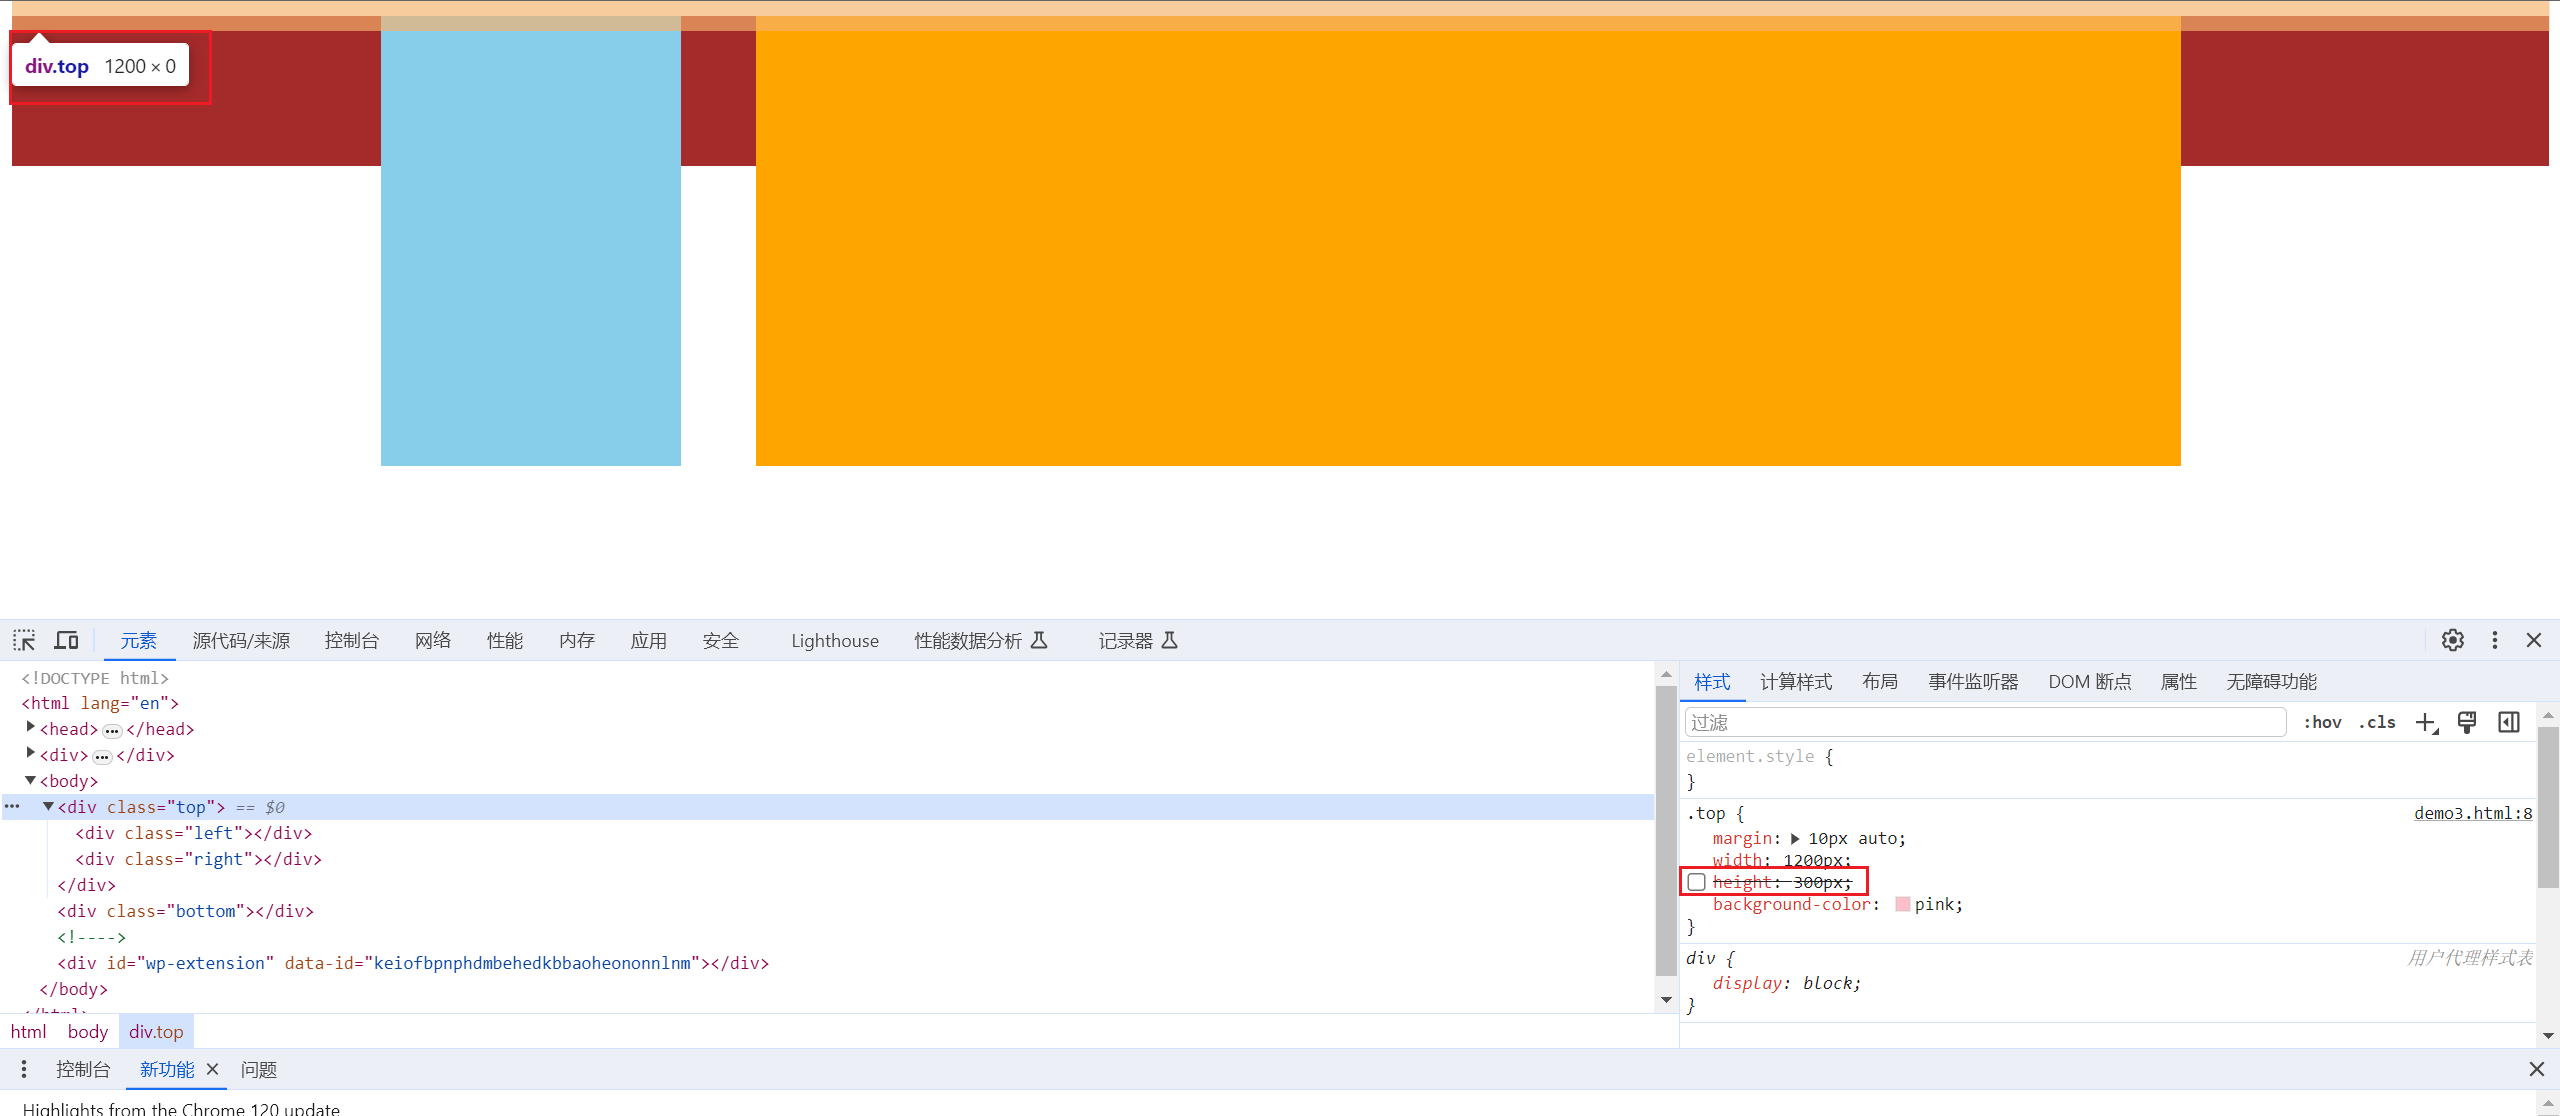 div.top 1200 × 0
元素 源代码/来源 控制台 网络 性能 内存 应用 安全 Lighthouse 性能数据分析 记录器
<!DOCTYPE html>
<html lang="en">
<head>…</head>
<div>…</div>
<body>
<div class="top"> == $0
<div class="left"></div>
<div class="right"></div>
</div>
<div class="bottom"></div>
<!---->
<div id="wp-extension" data-id="keiofbpnphdmbehedkbbaoheononnlnm"></div>
</body>
</html>
html body div.top
样式 计算样式 布局 事件监听器 DOM 断点 属性 无障碍功能
过滤 :hov .cls
element.style {
}
.top { demo3.html:8
margin: 10px auto;
width: 1200px;
height: 300px;
background-color: pink;
}
div { 用户代理样式表
display: block;
}
控制台 新功能 问题
Highlights from the Chrome 120 update